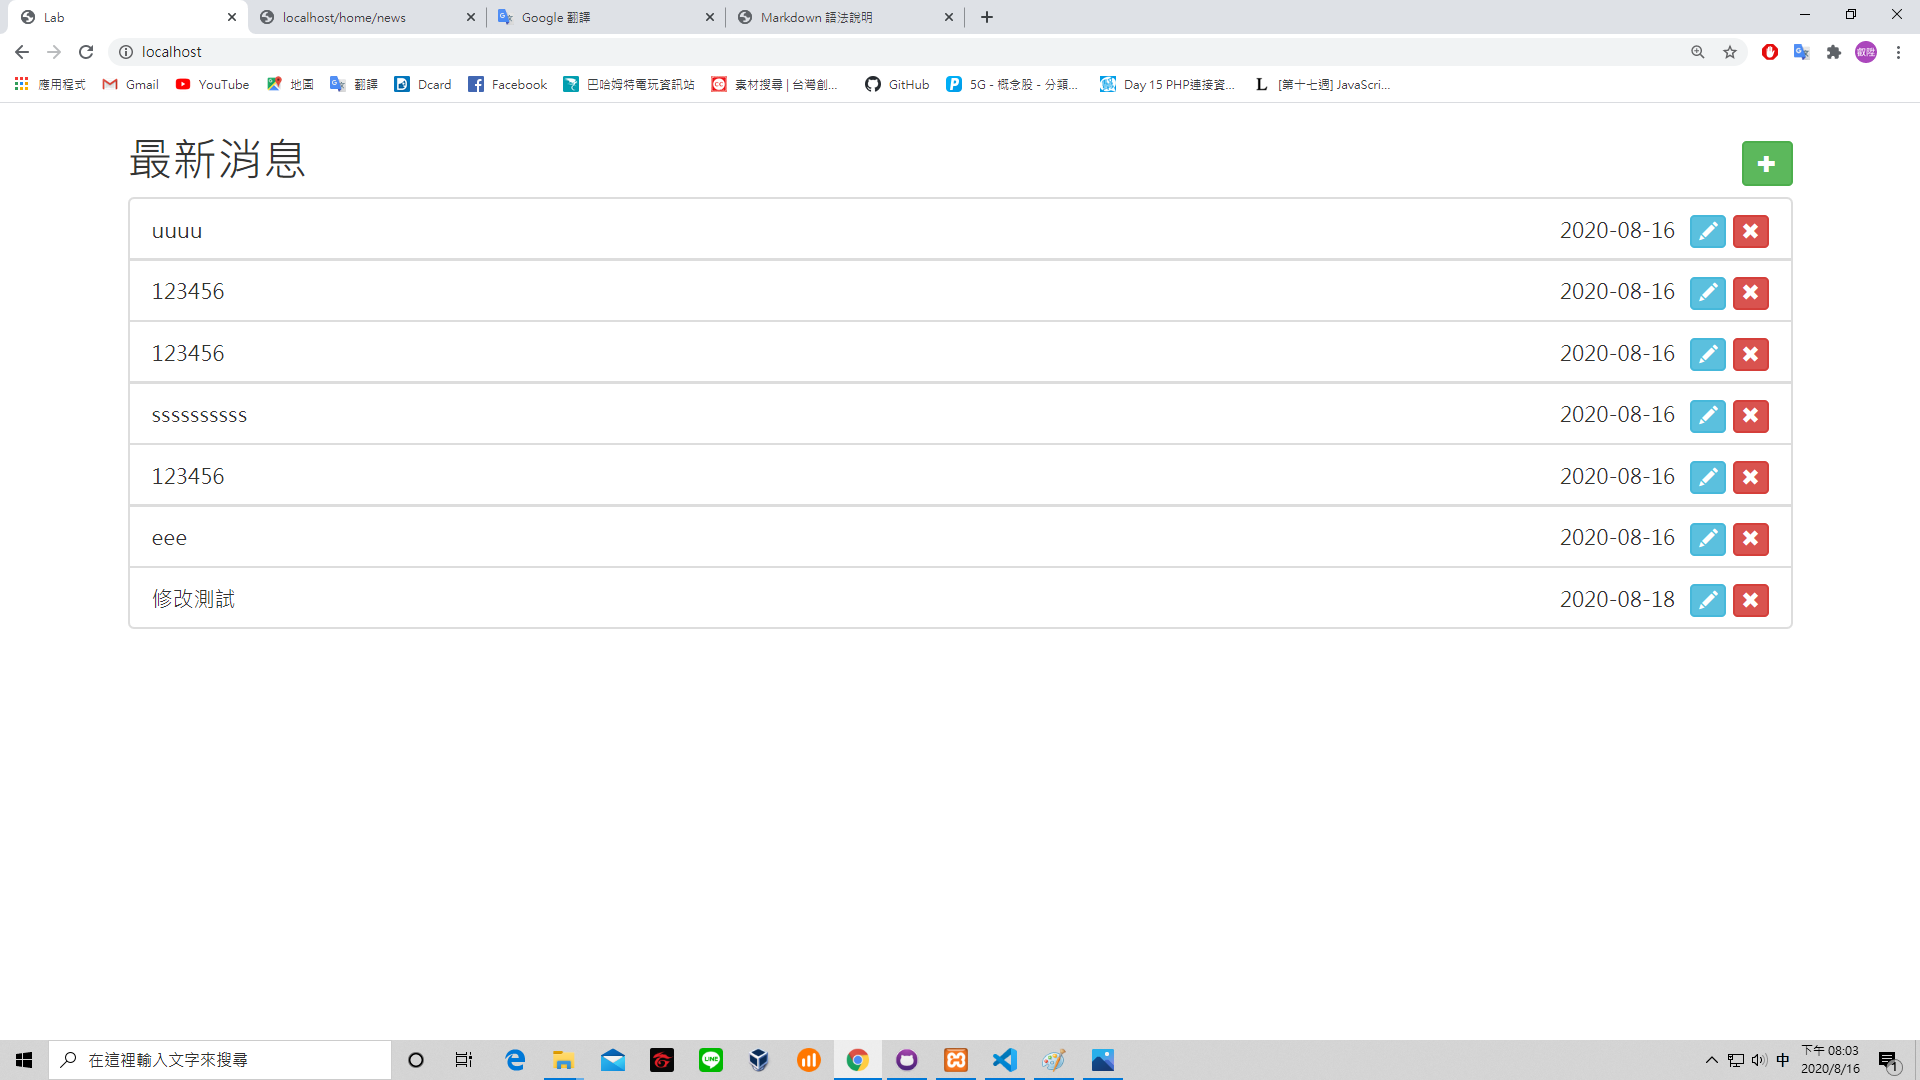 Lab
localhost/home/news
Google 翻譯
Markdown 語法說明
localhost
叡陞
應用程式
Gmail
YouTube
地圖
翻譯
Dcard
Facebook
巴哈姆特電玩資訊站
素材搜尋 | 台灣創...
GitHub
5G - 概念股 - 分類...
Day 15 PHP連接資...
[第十七週] JavaScri...
最新消息
uuuu 2020-08-16
123456 2020-08-16
123456 2020-08-16
ssssssssss 2020-08-16
123456 2020-08-16
eee 2020-08-16
修改測試 2020-08-18
在這裡輸入文字來搜尋
LINE
中
下午 08:03
2020/8/16
1